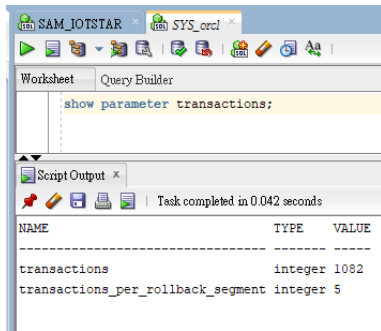 SAM_IOTSTAR SYS_orcl
Worksheet Query Builder
show parameter transactions;
Script Output x
Task completed in 0.042 seconds
NAME TYPE VALUE
------------------------------- ------- -----
transactions integer 1082
transactions_per_rollback_segment integer 5